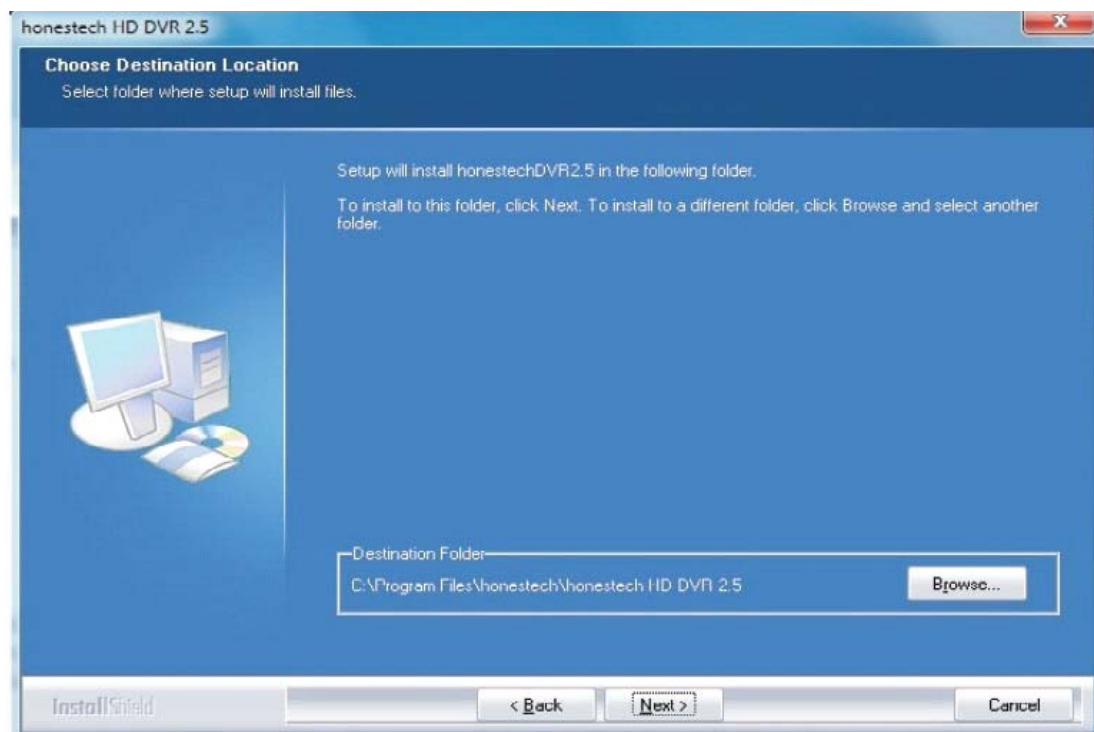 honestech HD DVR 2.5
x
Choose Destination Location
Select folder where setup will install files.
Setup will install honestechDVR2.5 in the following folder.
To install to this folder, click Next. To install to a different folder, click Browse and select another
folder.
Destination Folder
C:\Program Files\honestech\honestech HD DVR 2.5
Browse...
InstallShield
< Back
Next >
Cancel